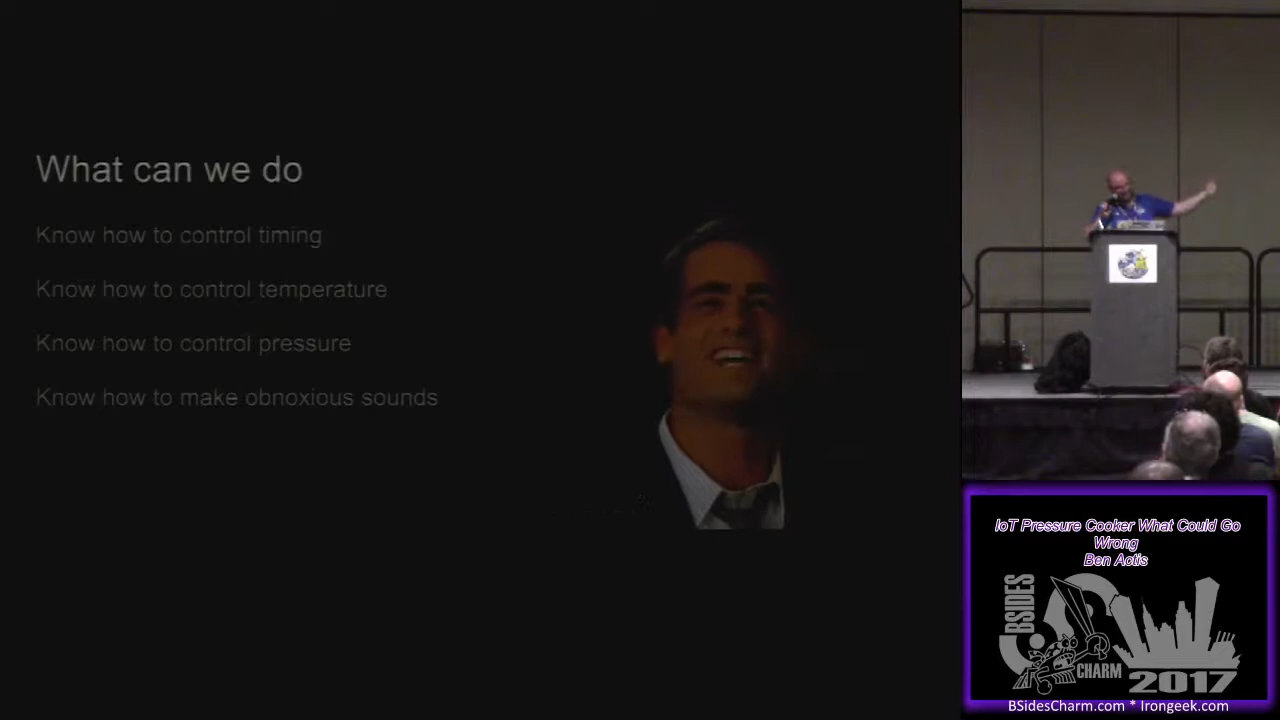 What can we do
Know how to control timing
Know how to control temperature
Know how to control pressure
Know how to make obnoxious sounds
IoT Pressure Cooker What Could Go
Wrong
Ben Actis
BSIDES
CHARM
2017
BSidesCharm.com * Irongeek.com